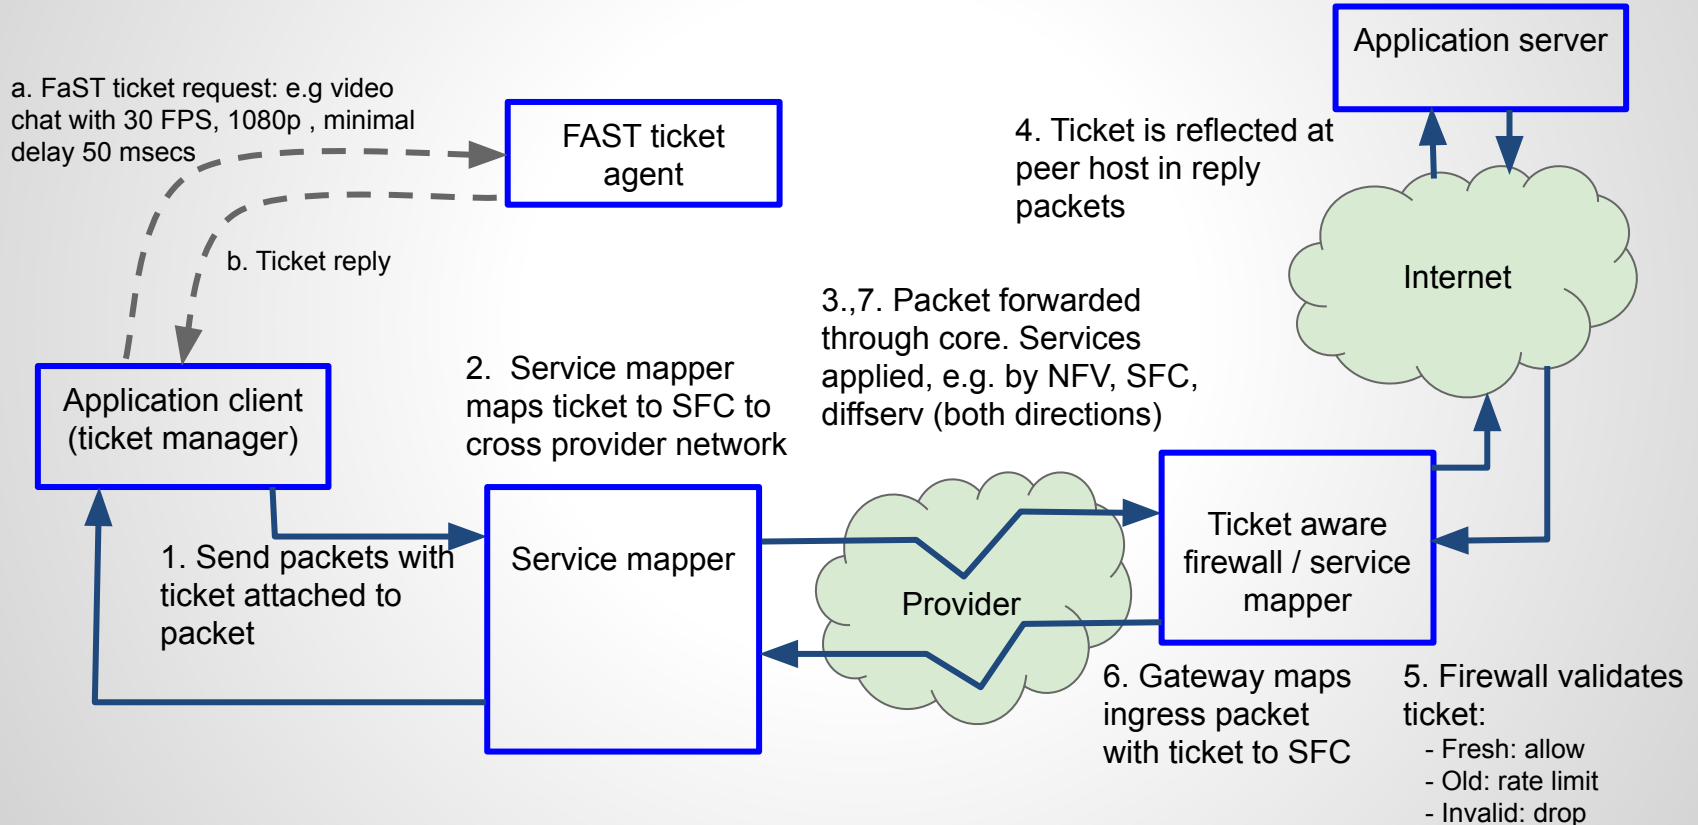 a. FaST ticket request: e.g video
chat with 30 FPS, 1080p , minimal
delay 50 msecs
FAST ticket
agent
b. Ticket reply
Application server
4. Ticket is reflected at
peer host in reply
packets
Internet
3.,7. Packet forwarded
through core. Services
applied, e.g. by NFV, SFC,
diffserv (both directions)
2. Service mapper
maps ticket to SFC to
cross provider network
Application client
(ticket manager)
1. Send packets with
ticket attached to
packet
Service mapper
Provider
Ticket aware
firewall / service
mapper
6. Gateway maps
ingress packet
with ticket to SFC
5. Firewall validates
ticket:
- Fresh: allow
- Old: rate limit
- Invalid: drop